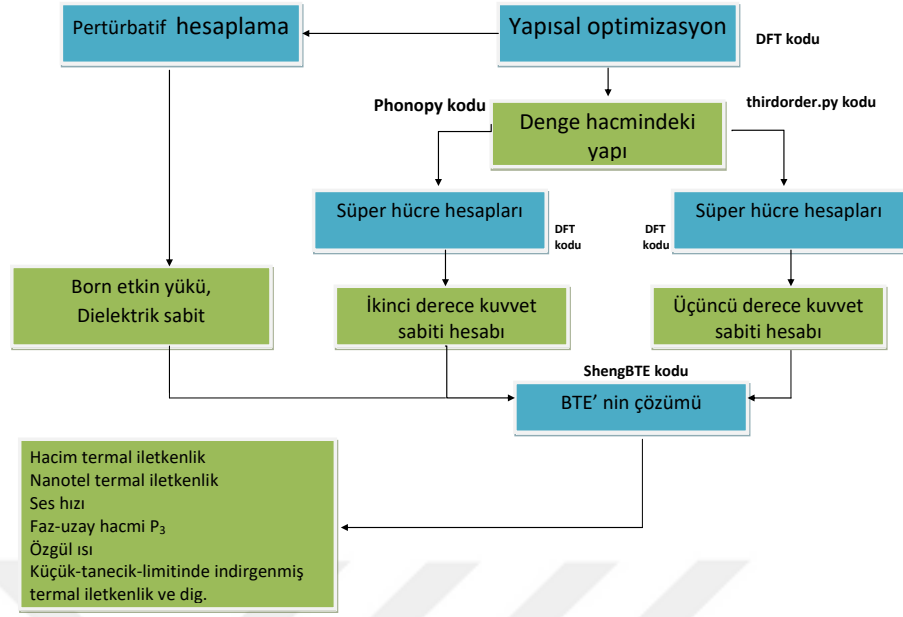 Pertürbatif hesaplama
Yapısal optimizasyon
DFT kodu
Phonopy kodu
thirdorder.py kodu
Denge hacmindeki
yapı
Süper hücre hesapları
DFT
kodu
Süper hücre hesapları
DFT
kodu
Born etkin yükü,
Dielektrik sabit
İkinci derece kuvvet
sabiti hesabı
Üçüncü derece kuvvet
sabiti hesabı
ShengBTE kodu
BTE’ nin çözümü
Hacim termal iletkenlik
Nanotel termal iletkenlik
Ses hızı
Faz-uzay hacmi P₃
Özgül ısı
Küçük-tanecik-limitinde indirgenmiş
termal iletkenlik ve dig.